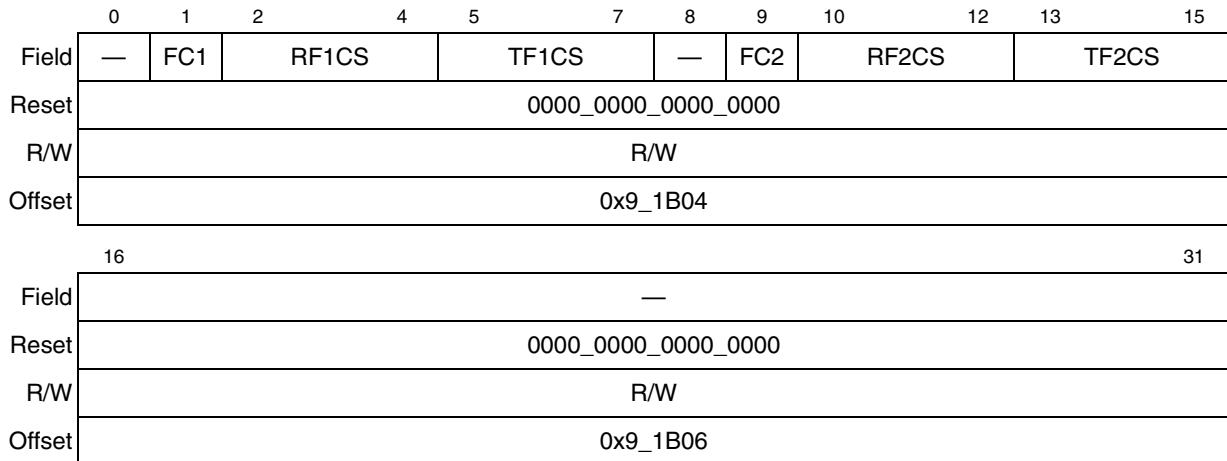 0 1 2 4 5 7 8 9 10 12 13 15
Field — FC1 RF1CS TF1CS — FC2 RF2CS TF2CS
Reset 0000_0000_0000_0000
R/W R/W
Offset 0x9_1B04
16 31
Field —
Reset 0000_0000_0000_0000
R/W R/W
Offset 0x9_1B06